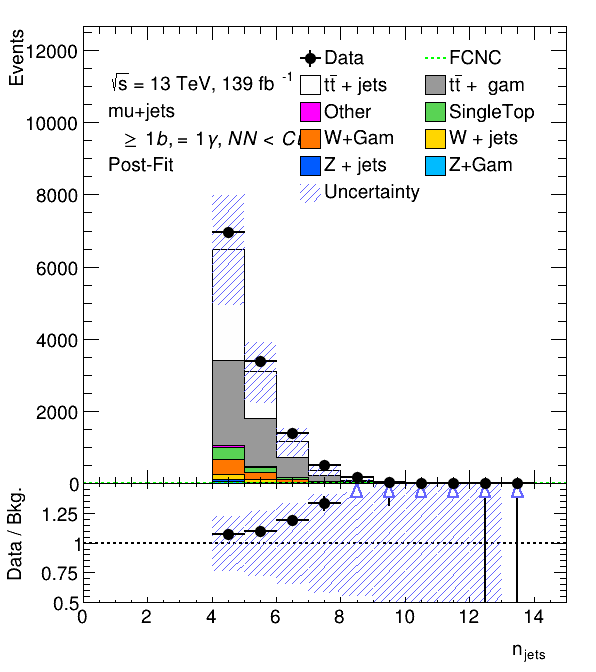 Events
12000
10000
8000
6000
4000
2000
0
√s = 13 TeV, 139 fb⁻¹
mu+jets
≥ 1b, = 1γ, NN <
Post-Fit
Data
FCNC
tt̄ + jets
tt̄ + gam
Other
SingleTop
W+Gam
W + jets
Z + jets
Z+Gam
Uncertainty
Data / Bkg.
1.25
1
0.75
0.5
0 2 4 6 8 10 12 14
n_jets